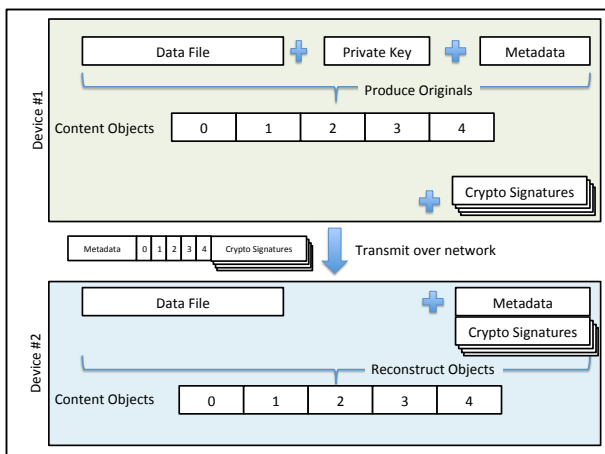 Device #1
Data File
Private Key
Metadata
Produce Originals
Content Objects
0 1 2 3 4
Crypto Signatures
Metadata 0 1 2 3 4 Crypto Signatures
Transmit over network
Device #2
Data File
Metadata
Crypto Signatures
Reconstruct Objects
Content Objects
0 1 2 3 4